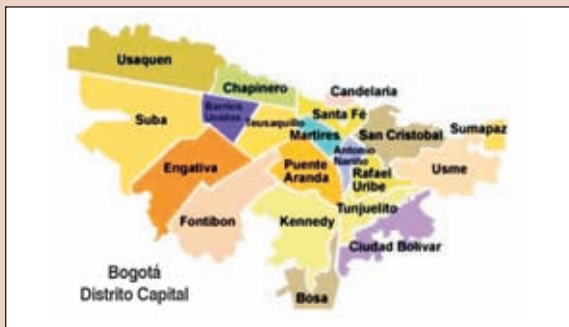 Usaquen
Chapinero
Candelaria
Suba
Barrios
Unidos
Teusaquillo
Santa Fé
Martires
San Cristobal
Sumapaz
Engativa
Puente
Aranda
Antonio
Nariño
Rafael
Uribe
Usme
Fontibon
Kennedy
Tunjuelito
Ciudad Bolivar
Bosa
Bogotá
Distrito Capital